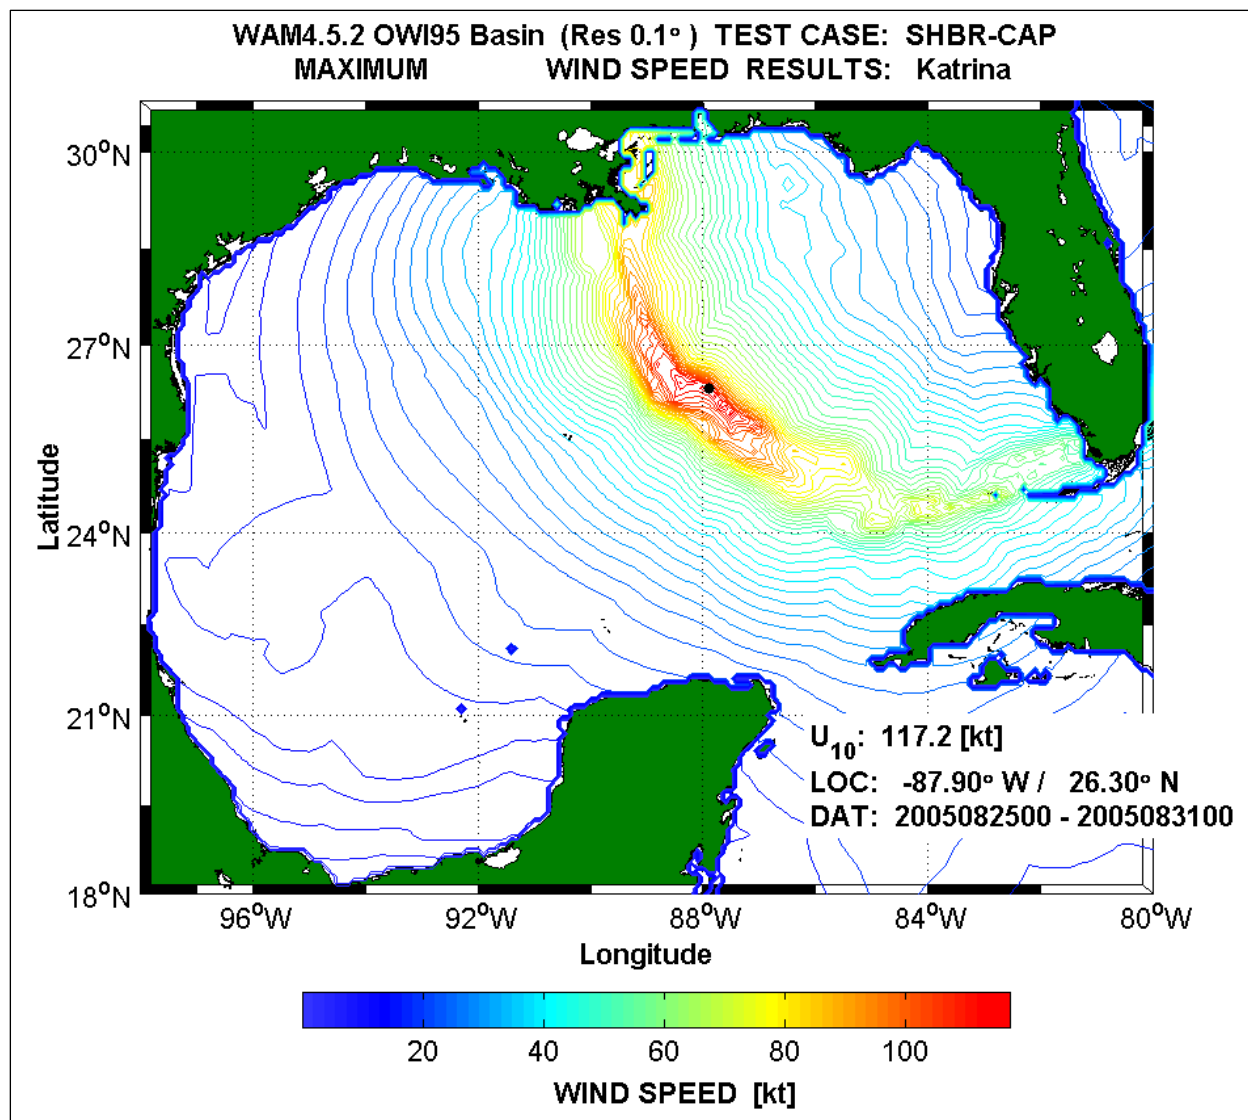 WAM4.5.2 OWI95 Basin (Res 0.1° ) TEST CASE: SHBR-CAP
MAXIMUM WIND SPEED RESULTS: Katrina
30°N
27°N
24°N
21°N
18°N
Latitude
U10: 117.2 [kt]
LOC: -87.90° W / 26.30° N
DAT: 2005082500 - 2005083100
96°W 92°W 88°W 84°W 80°W
Longitude
20 40 60 80 100
WIND SPEED [kt]